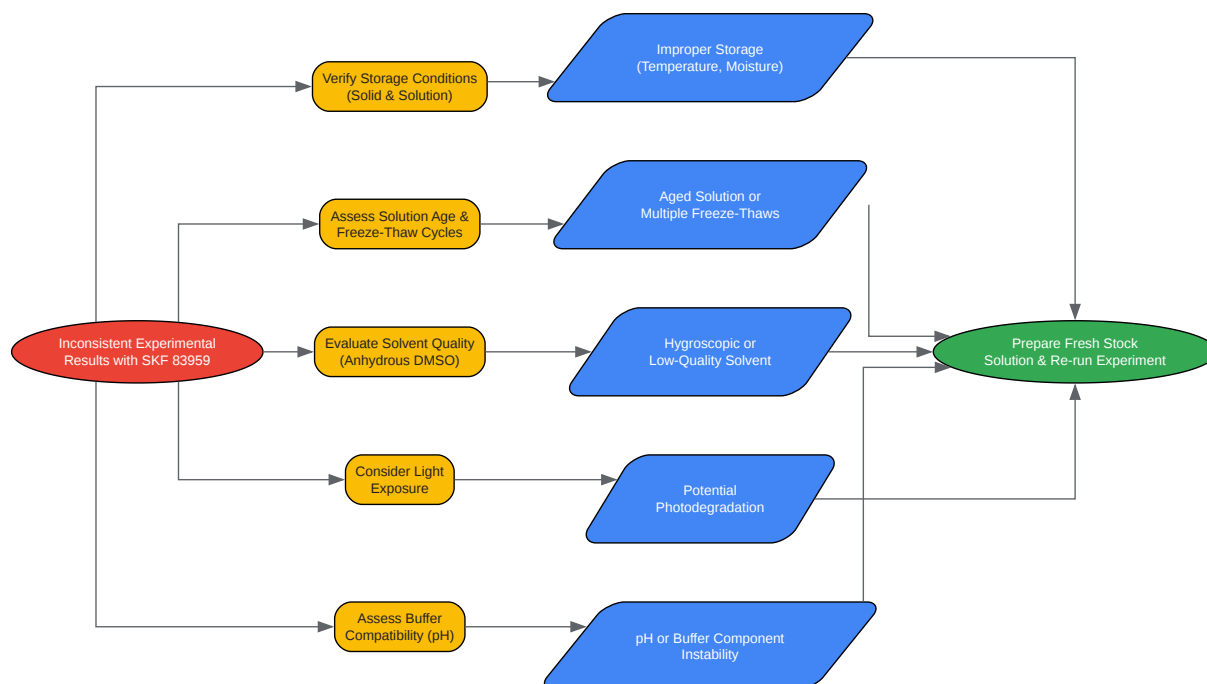 Improper Storage
(Temperature, Moisture)
Verify Storage Conditions
(Solid & Solution)
Aged Solution or
Multiple Freeze-Thaws
Assess Solution Age &
Freeze-Thaw Cycles
Inconsistent Experimental
Results with SKF 83959
Evaluate Solvent Quality
(Anhydrous DMSO)
Hygroscopic or
Low-Quality Solvent
Prepare Fresh Stock
Solution & Re-run Experiment
Consider Light
Exposure
Potential
Photodegradation
Assess Buffer
Compatibility (pH)
pH or Buffer Component
Instability